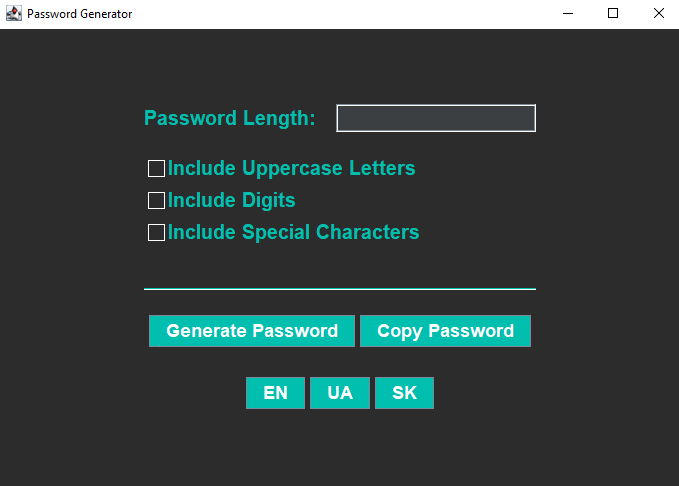 Password Generator
Password Length:
Include Uppercase Letters
Include Digits
Include Special Characters
Generate Password Copy Password
EN UA SK